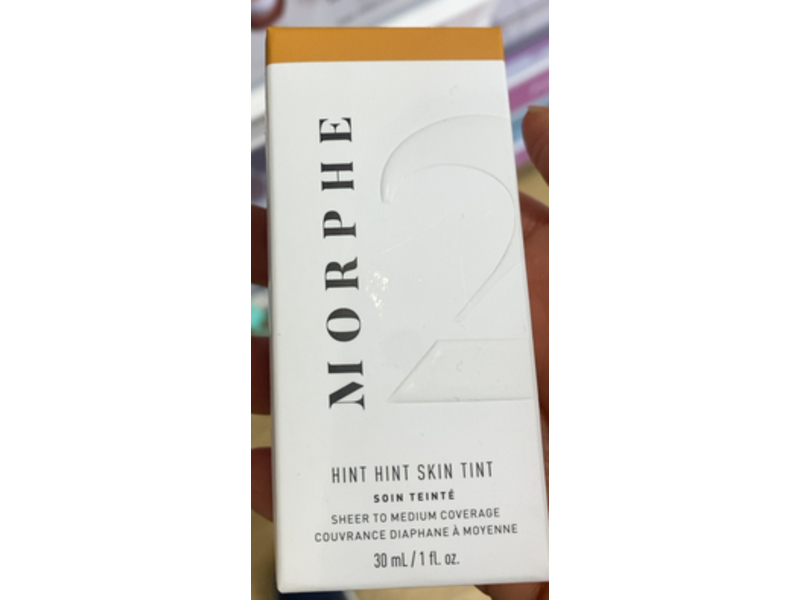 MORPHE
2
HINT HINT SKIN TINT
SOIN TEINTÉ
SHEER TO MEDIUM COVERAGE
COUVRANCE DIAPHANE À MOYENNE
30 mL / 1 fl. oz.